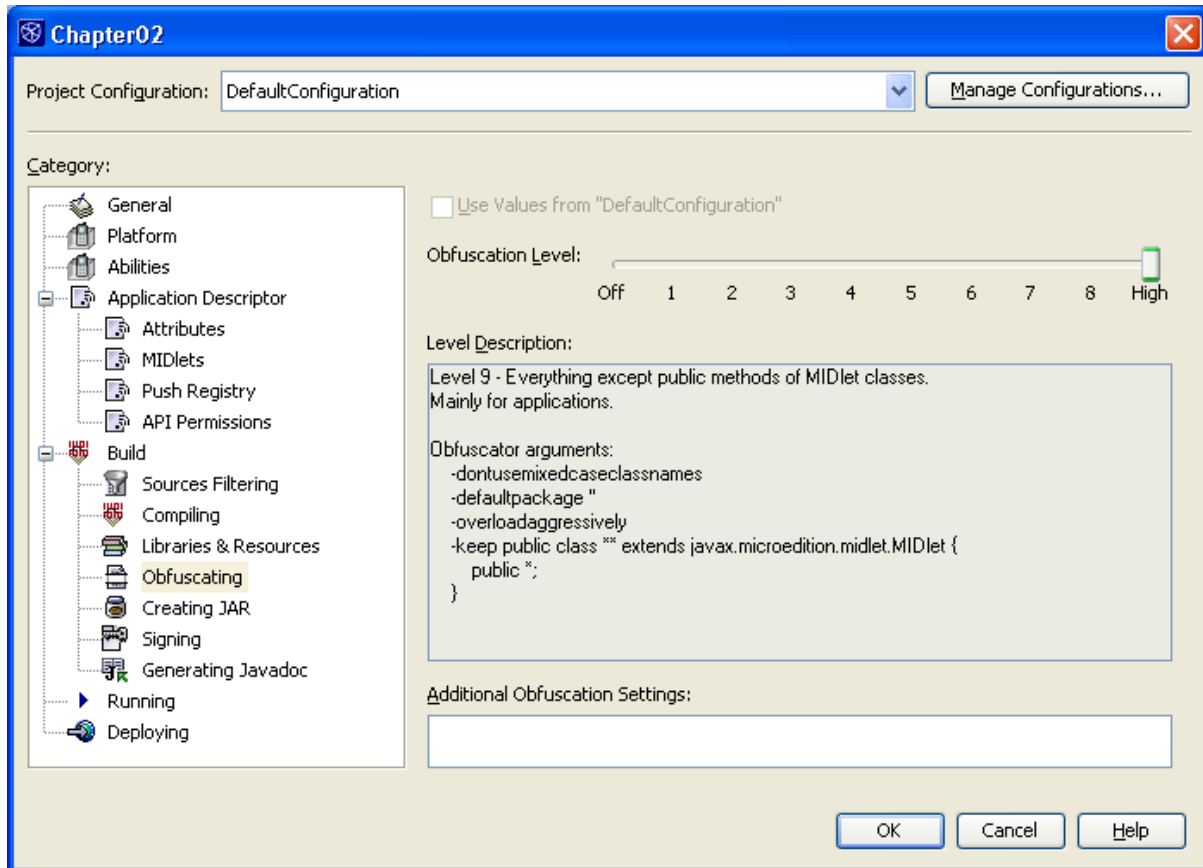 Chapter02
Project Configuration: DefaultConfiguration Manage Configurations...
Category:
General
Platform
Abilities
Application Descriptor
Attributes
MIDlets
Push Registry
API Permissions
Build
Sources Filtering
Compiling
Libraries & Resources
Obfuscating
Creating JAR
Signing
Generating Javadoc
Running
Deploying
Use Values from "DefaultConfiguration"
Obfuscation Level:
Off 1 2 3 4 5 6 7 8 High
Level Description:
Level 9 - Everything except public methods of MIDlet classes.
Mainly for applications.
Obfuscator arguments:
-dontusemixedcaseclassnames
-defaultpackage ''
-overloadaggressively
-keep public class ** extends javax.microedition.midlet.MIDlet {
public *;
}
Additional Obfuscation Settings:
OK Cancel Help